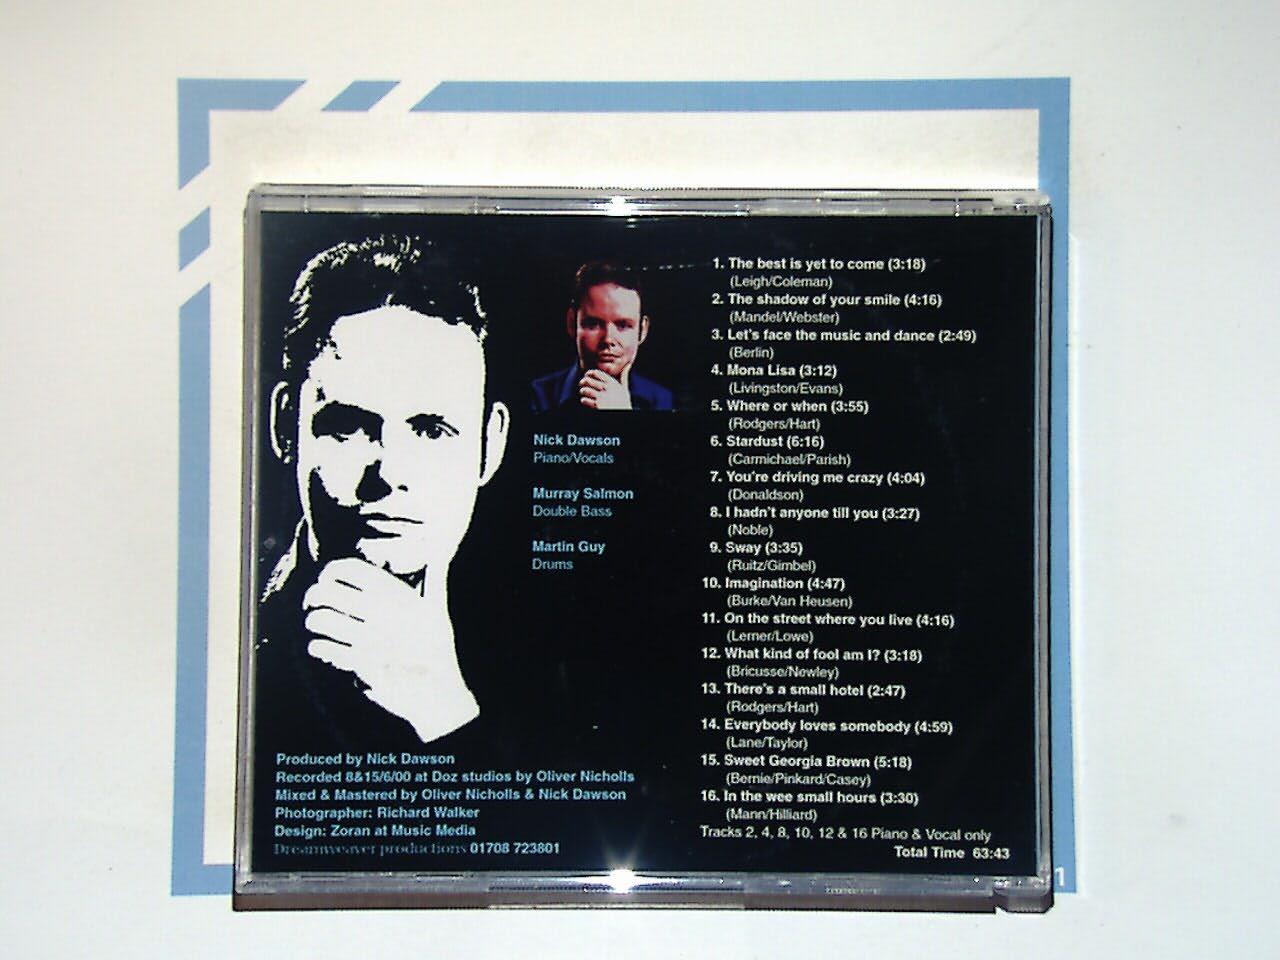 1. The best is yet to come (3:18)
(Leigh/Coleman)
2. The shadow of your smile (4:16)
(Mandel/Webster)
3. Let's face the music and dance (2:49)
(Berlin)
4. Mona Lisa (3:12)
(Livingston/Evans)
5. Where or when (3:55)
(Rodgers/Hart)
6. Stardust (6:16)
(Carmichael/Parish)
7. You're driving me crazy (4:04)
(Donaldson)
8. I hadn't anyone till you (3:27)
(Noble)
9. Sway (3:35)
(Ruitz/Gimbel)
10. Imagination (4:47)
(Burke/Van Heusen)
11. On the street where you live (4:16)
(Lerner/Lowe)
12. What kind of fool am I? (3:18)
(Bricusse/Newley)
13. There's a small hotel (2:47)
(Rodgers/Hart)
14. Everybody loves somebody (4:59)
(Lane/Taylor)
15. Sweet Georgia Brown (5:18)
(Bernie/Pinkard/Casey)
16. In the wee small hours (3:30)
(Mann/Hilliard)
Tracks 2, 4, 8, 10, 12 & 16 Piano & Vocal only
Total Time 63:43
Nick Dawson
Piano/Vocals
Murray Salmon
Double Bass
Martin Guy
Drums
Produced by Nick Dawson
Recorded 8&15/6/00 at Doz studios by Oliver Nicholls
Mixed & Mastered by Oliver Nicholls & Nick Dawson
Photographer: Richard Walker
Design: Zoran at Music Media
Dreamweaver productions 01708 723801